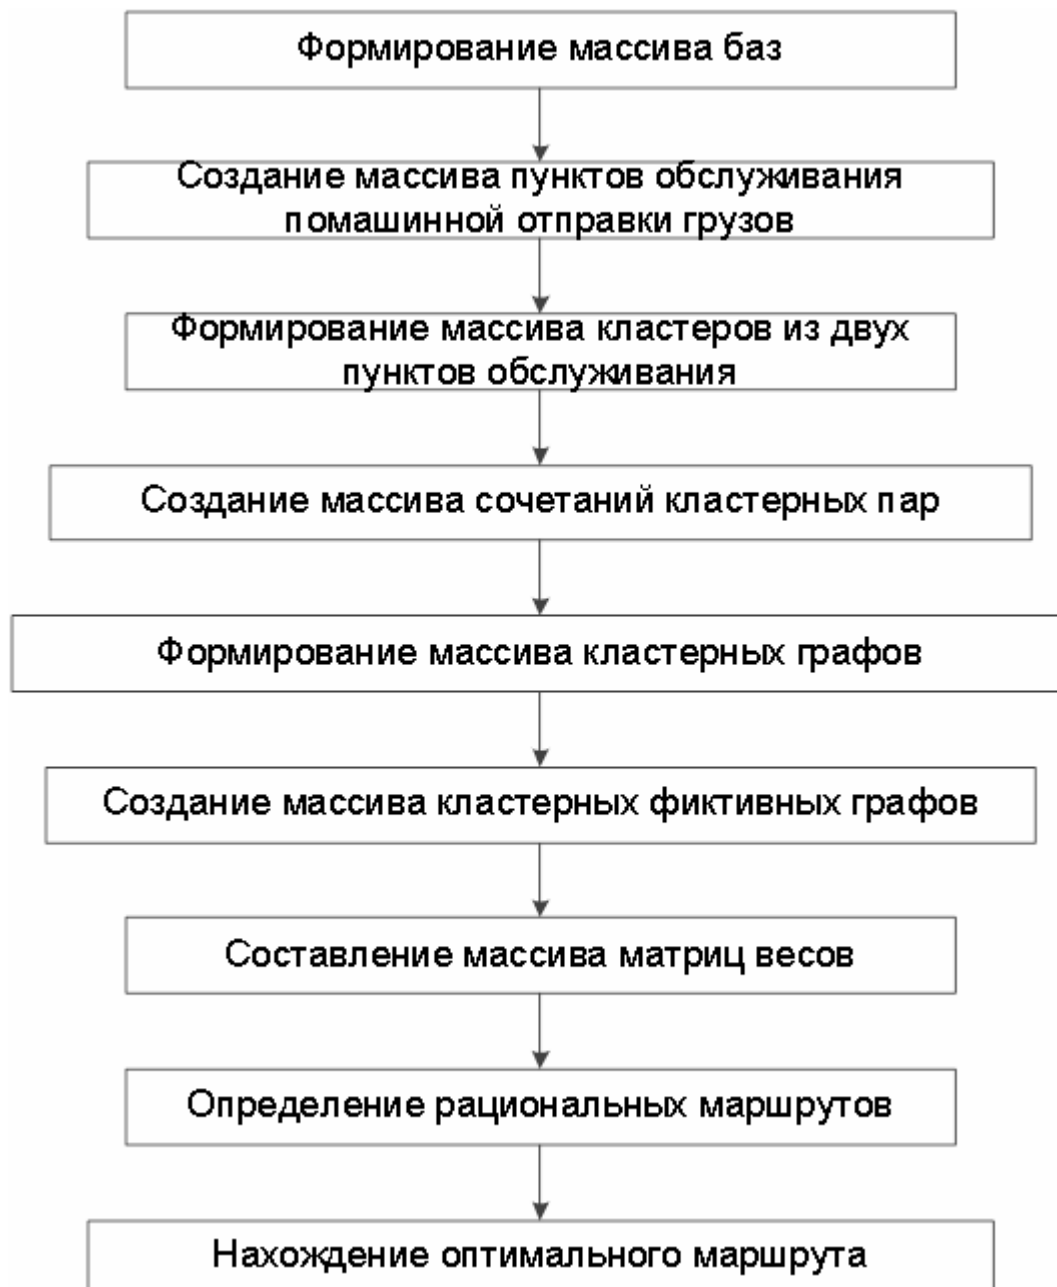 Формирование массива баз
Создание массива пунктов обслуживания
помашинной отправки грузов
Формирование массива кластеров из двух
пунктов обслуживания
Создание массива сочетаний кластерных пар
Формирование массива кластерных графов
Создание массива кластерных фиктивных графов
Составление массива матриц весов
Определение рациональных маршрутов
Нахождение оптимального маршрута